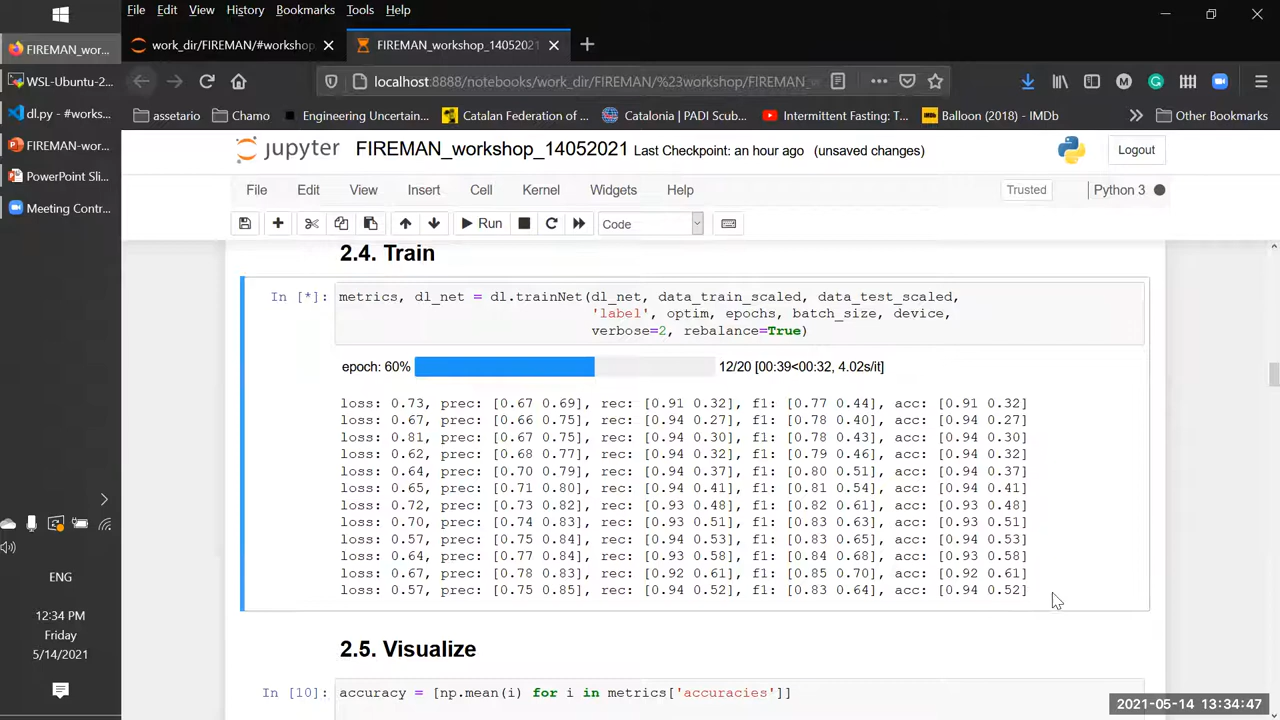 File Edit View History Bookmarks Tools Help
FIREMAN_wo...
WSL-Ubuntu-2...
dl.py - #works...
FIREMAN-wor...
PowerPoint Sli...
Meeting Contr...
ENG
12:34 PM
Friday
5/14/2021
work_dir/FIREMAN/#workshop
FIREMAN_workshop_14052021
localhost:8888/notebooks/work_dir/FIREMAN/%23workshop/FIREMAN_
assetario Chamo Engineering Uncertain... Catalan Federation of ... Catalonia | PADI Scub... Intermittent Fasting: T... Balloon (2018) - IMDb Other Bookmarks
jupyter FIREMAN_workshop_14052021 Last Checkpoint: an hour ago (unsaved changes) Logout
File Edit View Insert Cell Kernel Widgets Help Trusted Python 3
Run Code
2.4. Train
In [*]: metrics, dl_net = dl.trainNet(dl_net, data_train_scaled, data_test_scaled,
'label', optim, epochs, batch_size, device,
verbose=2, rebalance=True)
epoch: 60% 12/20 [00:39<00:32, 4.02s/it]
loss: 0.73, prec: [0.67 0.69], rec: [0.91 0.32], f1: [0.77 0.44], acc: [0.91 0.32]
loss: 0.67, prec: [0.66 0.75], rec: [0.94 0.27], f1: [0.78 0.40], acc: [0.94 0.27]
loss: 0.81, prec: [0.67 0.75], rec: [0.94 0.30], f1: [0.78 0.43], acc: [0.94 0.30]
loss: 0.62, prec: [0.68 0.77], rec: [0.94 0.32], f1: [0.79 0.46], acc: [0.94 0.32]
loss: 0.64, prec: [0.70 0.79], rec: [0.94 0.37], f1: [0.80 0.51], acc: [0.94 0.37]
loss: 0.65, prec: [0.71 0.80], rec: [0.94 0.41], f1: [0.81 0.54], acc: [0.94 0.41]
loss: 0.72, prec: [0.73 0.82], rec: [0.93 0.48], f1: [0.82 0.61], acc: [0.93 0.48]
loss: 0.70, prec: [0.74 0.83], rec: [0.93 0.51], f1: [0.83 0.63], acc: [0.93 0.51]
loss: 0.57, prec: [0.75 0.84], rec: [0.94 0.53], f1: [0.83 0.65], acc: [0.94 0.53]
loss: 0.64, prec: [0.77 0.84], rec: [0.93 0.58], f1: [0.84 0.68], acc: [0.93 0.58]
loss: 0.67, prec: [0.78 0.83], rec: [0.92 0.61], f1: [0.85 0.70], acc: [0.92 0.61]
loss: 0.57, prec: [0.75 0.85], rec: [0.94 0.52], f1: [0.83 0.64], acc: [0.94 0.52]
2.5. Visualize
In [10]: accuracy = [np.mean(i) for i in metrics['accuracies']]
2021-05-14 13:34:47